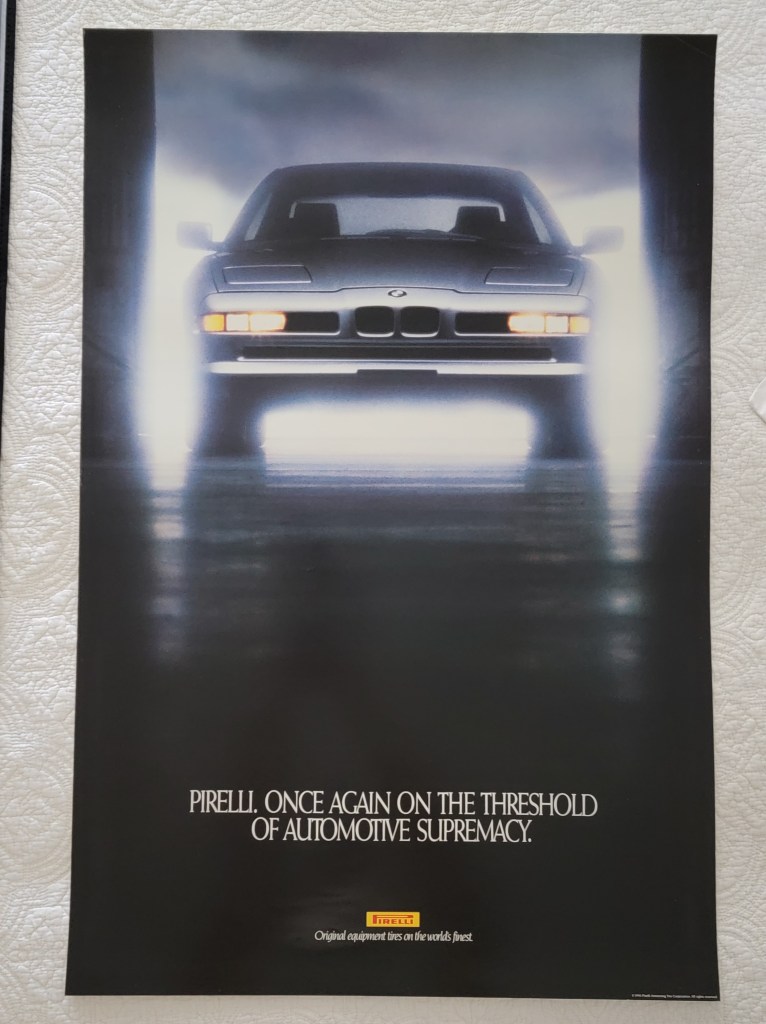 PIRELLI. ONCE AGAIN ON THE THRESHOLD
OF AUTOMOTIVE SUPREMACY.
PIRELLI
Original equipment tires on the world's finest.